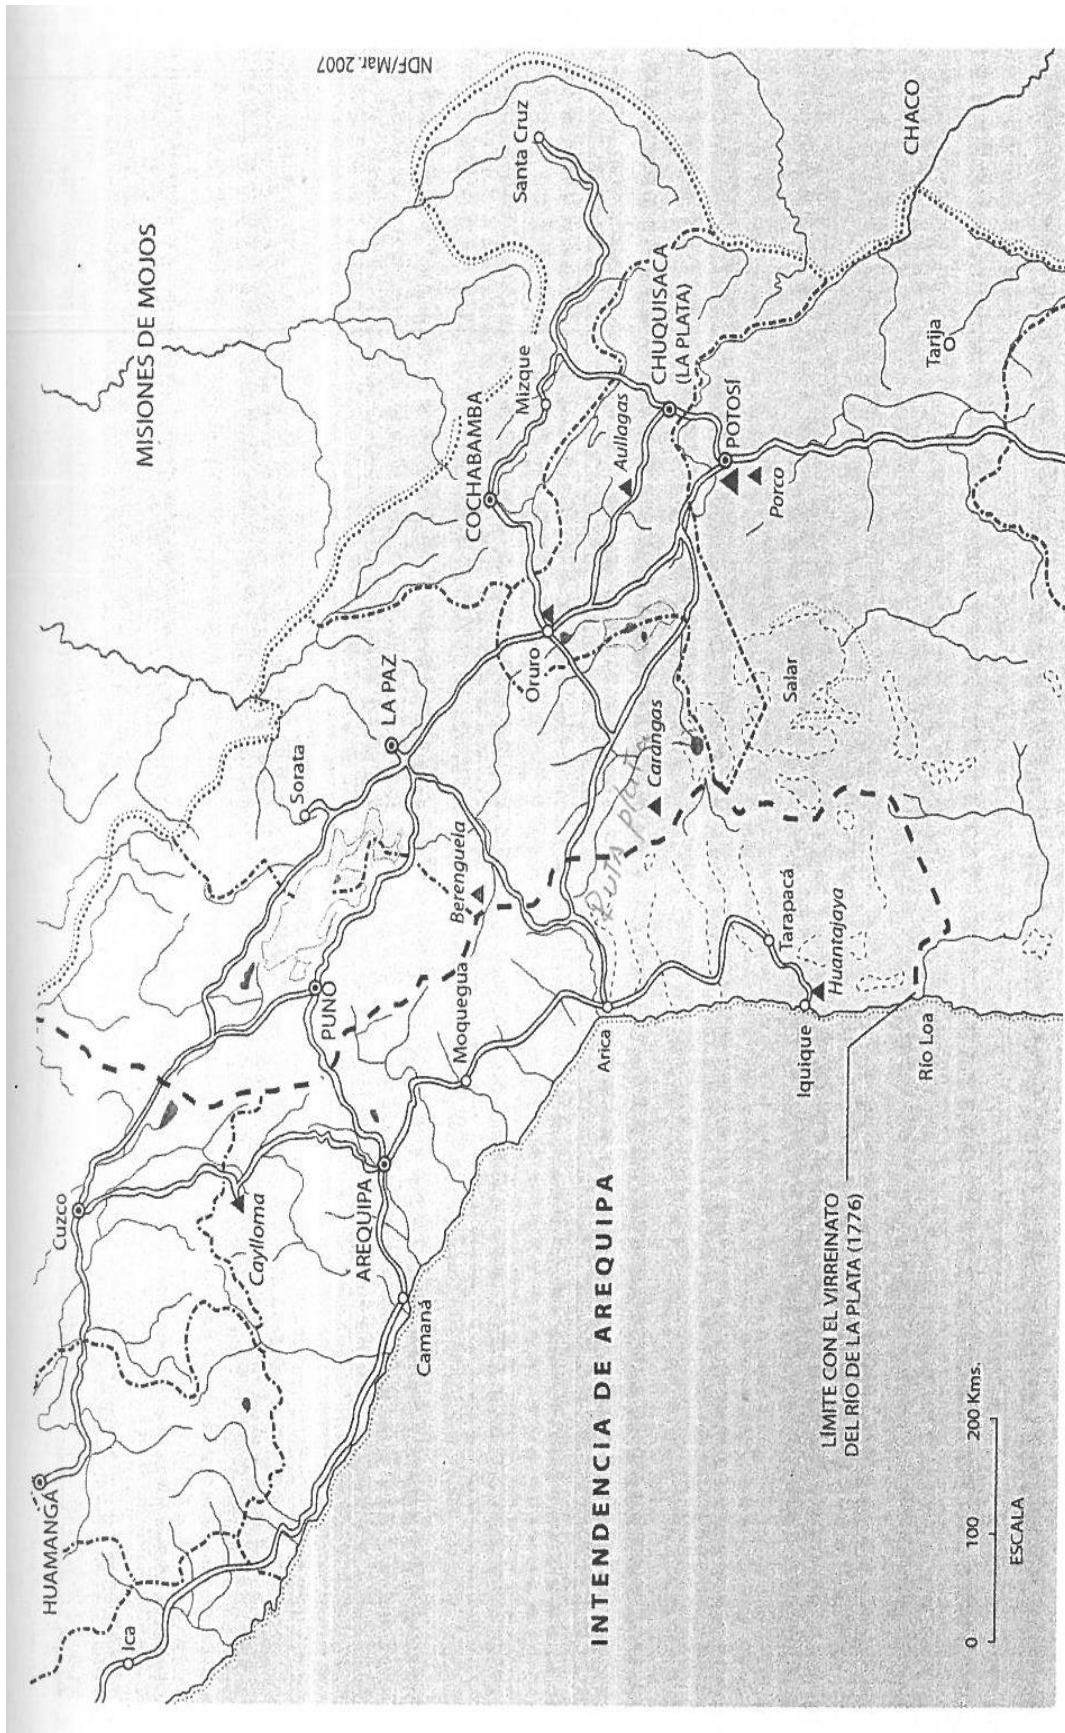 NDF/Mar. 2007
MISIONES DE MOJOS
Santa Cruz
CHACO
COCHABAMBA
Mizque
CHUQUISACA
(LA PLATA)
Aullagas
POTOSÍ
Porco
Tarija
LA PAZ
Sorata
Oruro
Salar
Carangas
Ruta plata
Berenguela
PUNO
Moquegua
Arica
Tarapacá
Huantajaya
Iquique
Río Loa
Cuzco
Caylloma
AREQUIPA
Camaná
HUAMANGA
Ica
INTENDENCIA DE AREQUIPA
LÍMITE CON EL VIRREINATO
DEL RÍO DE LA PLATA (1776)
0 100 200 Kms.
ESCALA